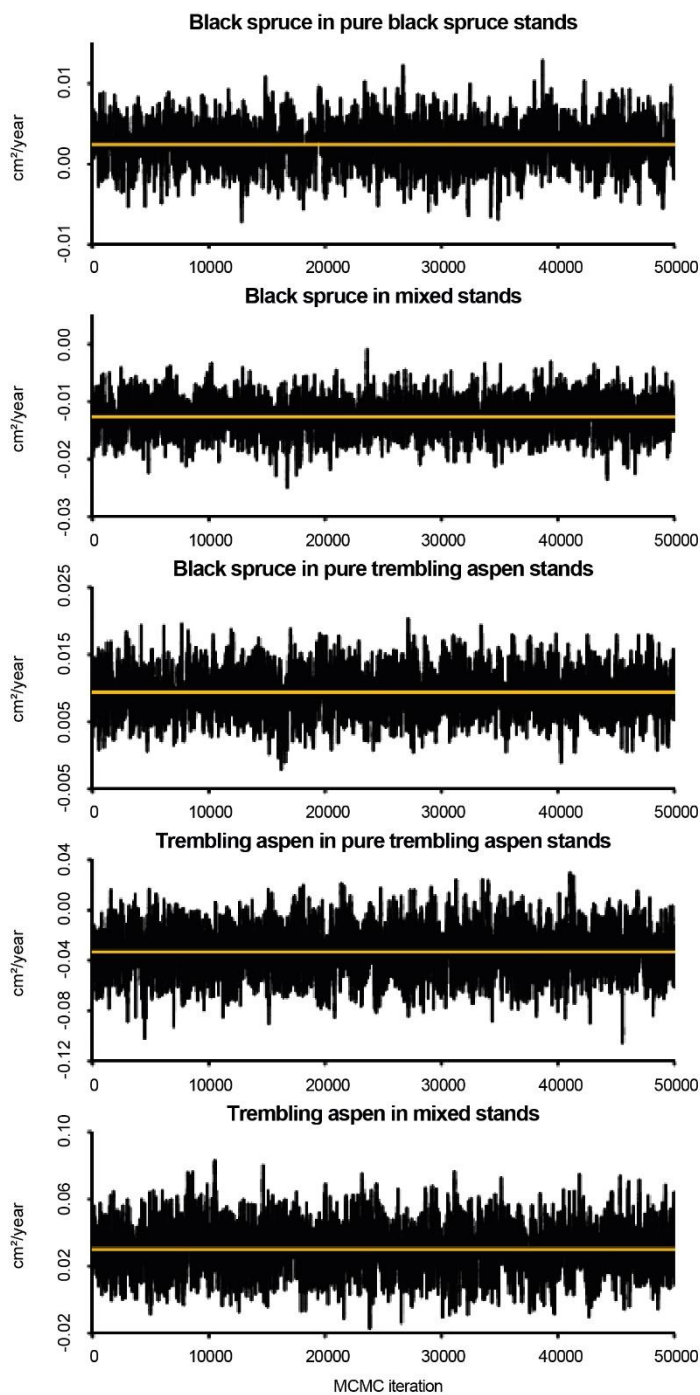 Black spruce in pure black spruce stands
cm²/year
0.01
0.00
-0.01
0 10000 20000 30000 40000 50000
Black spruce in mixed stands
cm²/year
0.00
-0.01
-0.02
-0.03
0 10000 20000 30000 40000 50000
Black spruce in pure trembling aspen stands
cm²/year
0.025
0.015
0.005
-0.005
0 10000 20000 30000 40000 50000
Trembling aspen in pure trembling aspen stands
cm²/year
0.04
0.00
-0.04
-0.08
-0.12
0 10000 20000 30000 40000 50000
Trembling aspen in mixed stands
cm²/year
0.10
0.06
0.02
-0.02
0 10000 20000 30000 40000 50000
MCMC iteration